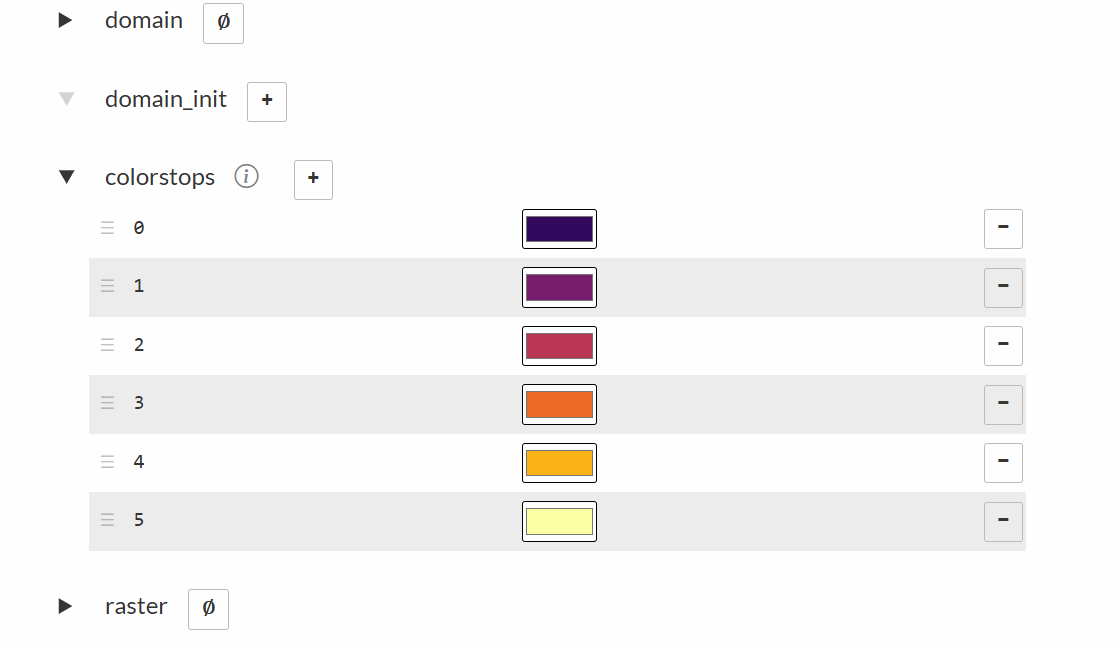 domain ∅
domain_init +
colorstops i +
0 −
1 −
2 −
3 −
4 −
5 −
raster ∅